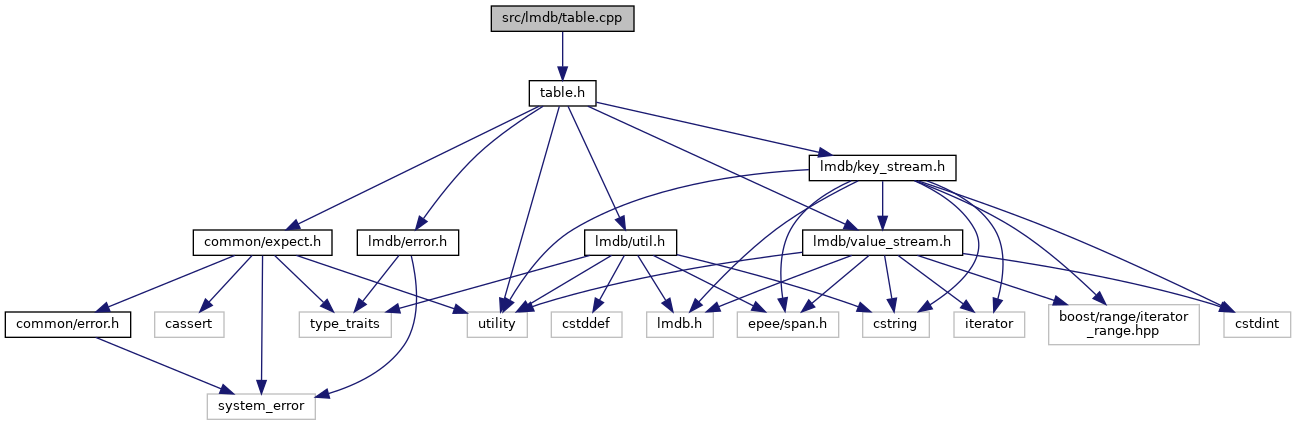 src/lmdb/table.cpp
table.h
lmdb/key_stream.h
common/expect.h
lmdb/error.h
lmdb/util.h
lmdb/value_stream.h
common/error.h
cassert
type_traits
utility
cstddef
lmdb.h
epee/span.h
cstring
iterator
boost/range/iterator
_range.hpp
cstdint
system_error